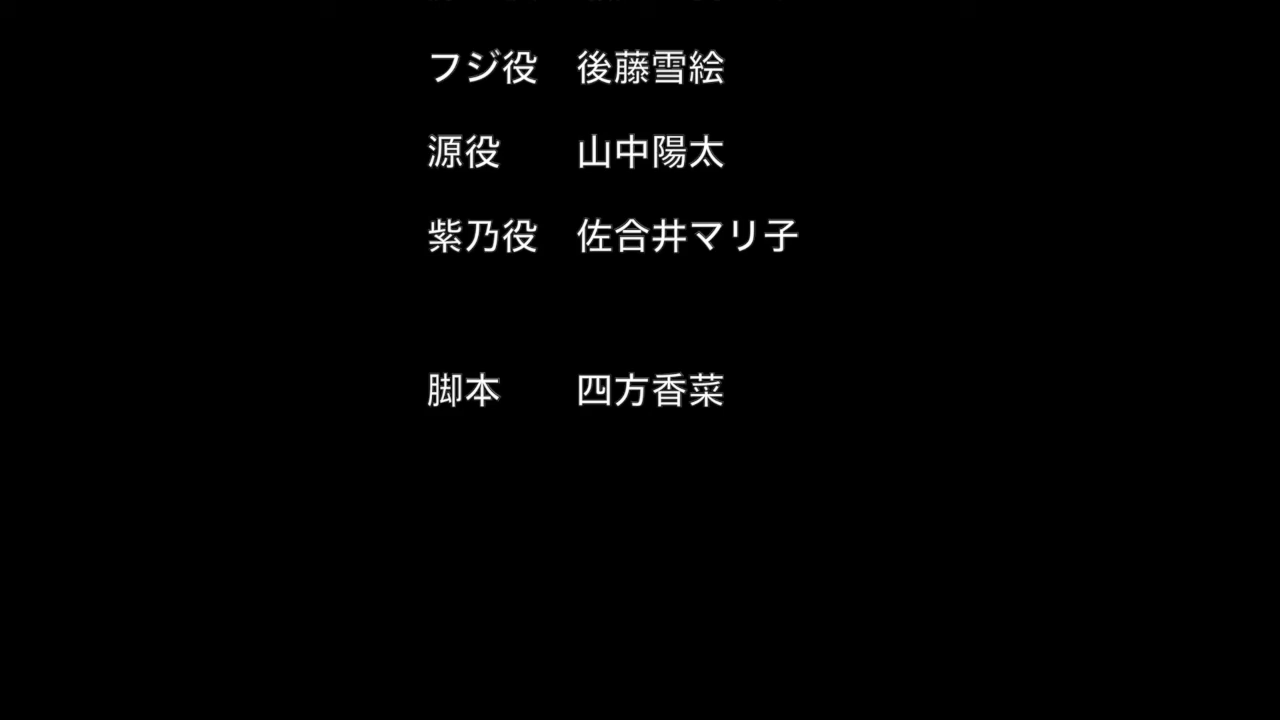 フジ役　後藤雪絵
源役　　山中陽太
紫乃役　佐合井マリ子
脚本　　四方香菜